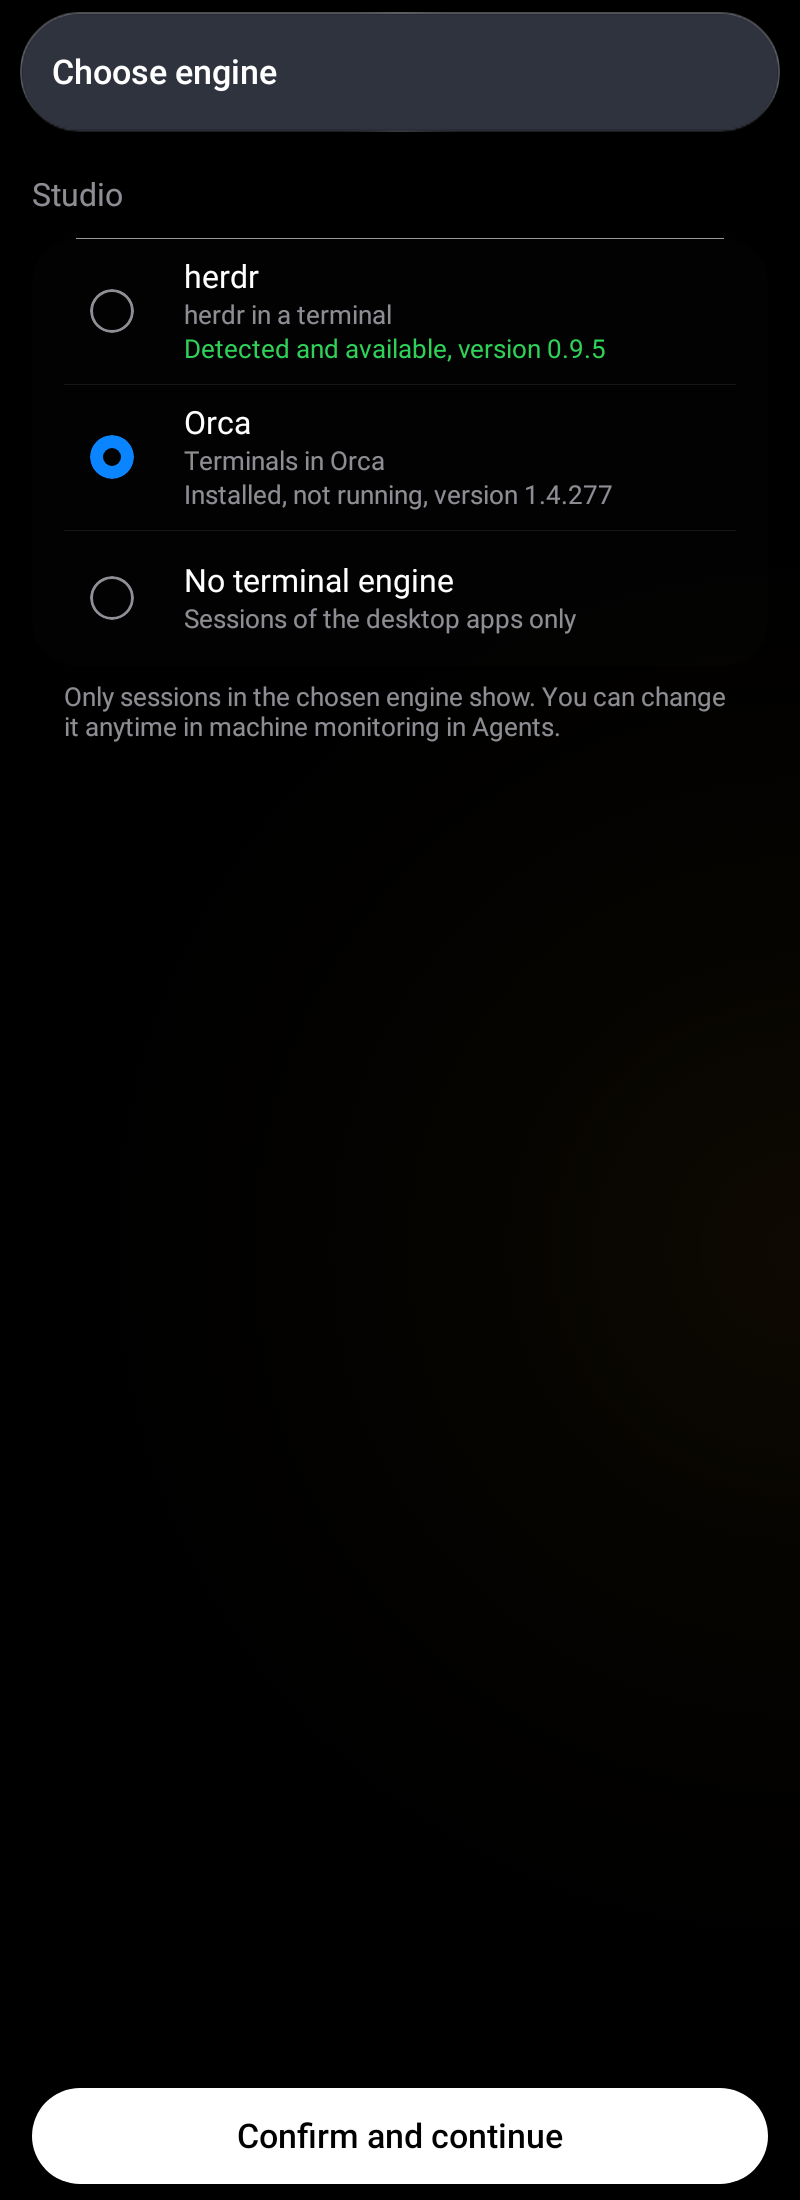 Choose engine
Studio
herdr
herdr in a terminal
Detected and available, version 0.9.5
Orca
Terminals in Orca
Installed, not running, version 1.4.277
No terminal engine
Sessions of the desktop apps only
Only sessions in the chosen engine show. You can change
it anytime in machine monitoring in Agents.
Confirm and continue